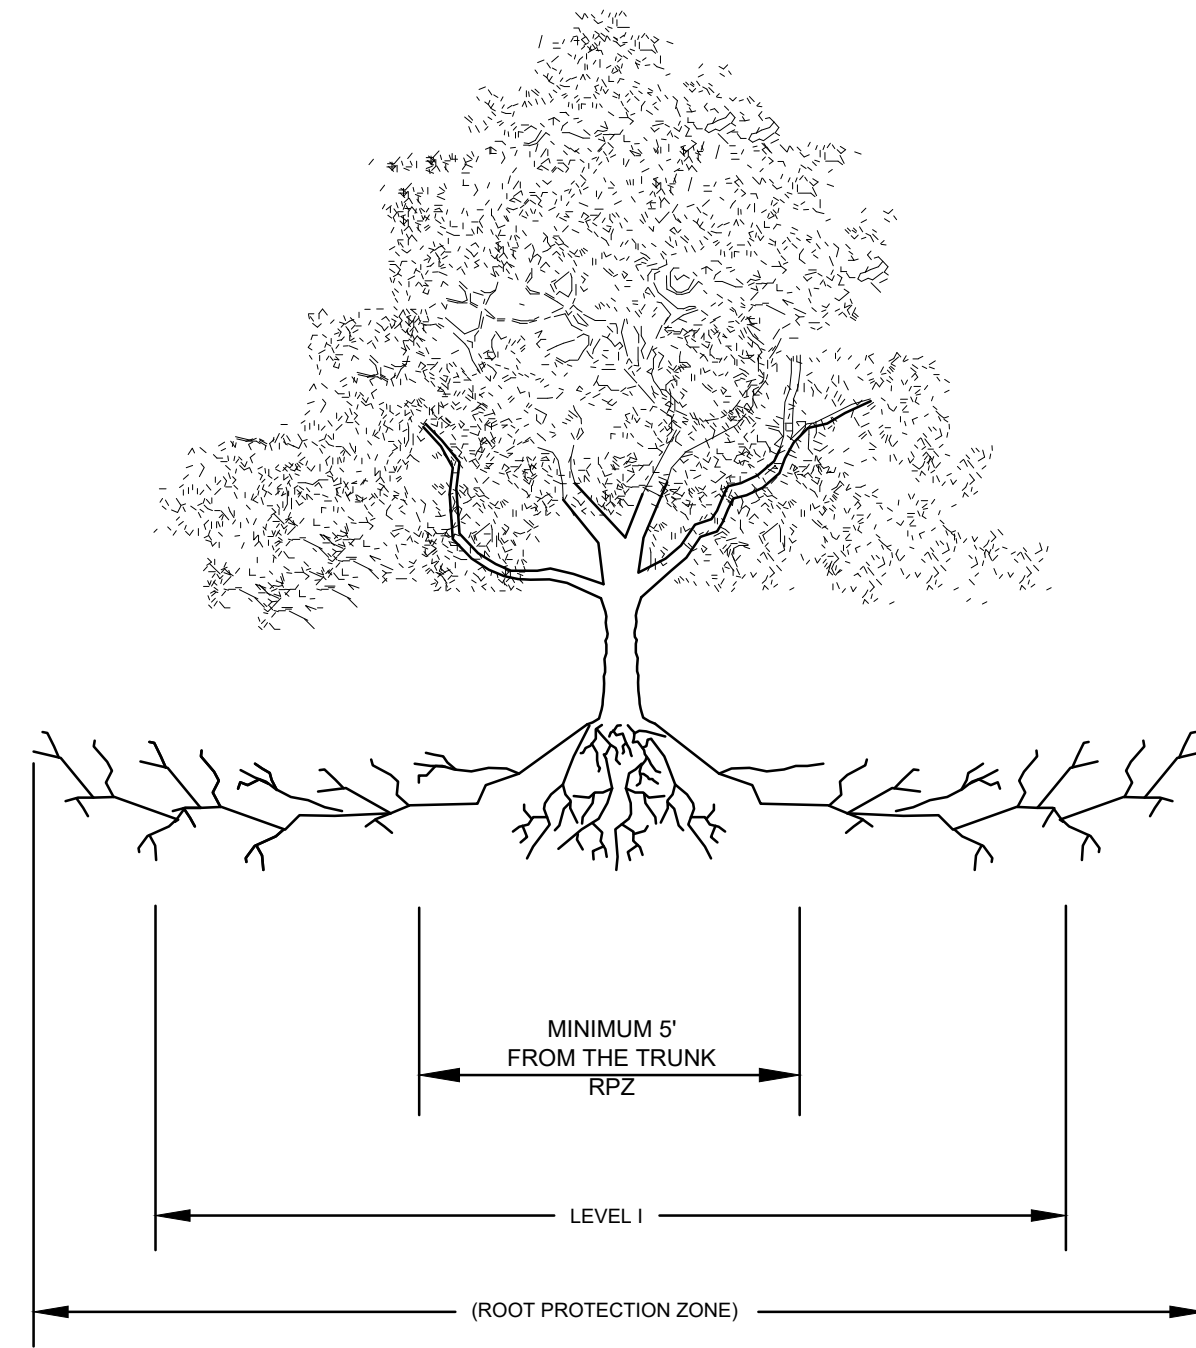 MINIMUM 5'
FROM THE TRUNK
RPZ
LEVEL I
(ROOT PROTECTION ZONE)